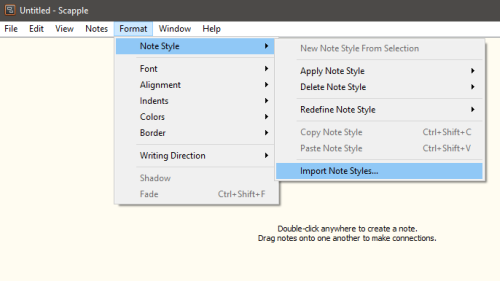 Untitled - Scapple
File Edit View Notes Format Window Help
Note Style
Font
Alignment
Indents
Colors
Border
Writing Direction
Shadow
Fade Ctrl+Shift+F
New Note Style From Selection
Apply Note Style
Delete Note Style
Redefine Note Style
Copy Note Style Ctrl+Shift+C
Paste Note Style Ctrl+Shift+V
Import Note Styles...
Double-click anywhere to create a note.
Drag notes onto one another to make connections.